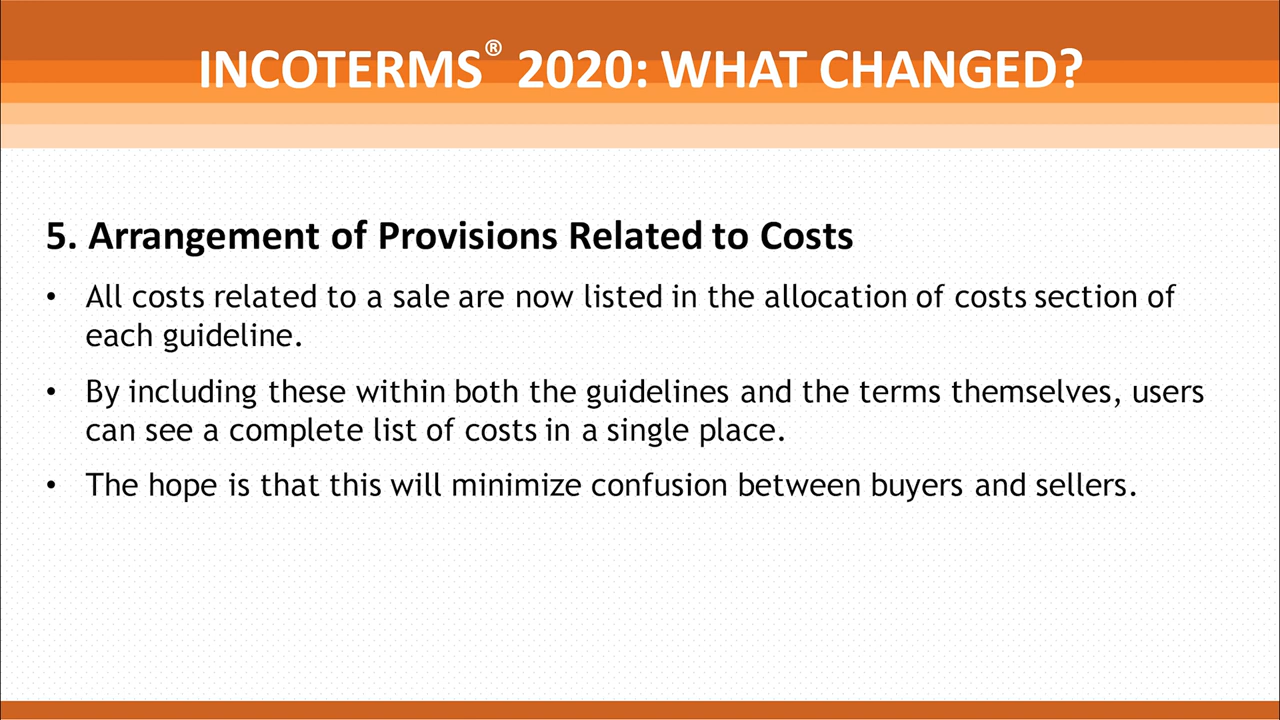 INCOTERMS® 2020: WHAT CHANGED?
5. Arrangement of Provisions Related to Costs
• All costs related to a sale are now listed in the allocation of costs section of
each guideline.
• By including these within both the guidelines and the terms themselves, users
can see a complete list of costs in a single place.
• The hope is that this will minimize confusion between buyers and sellers.